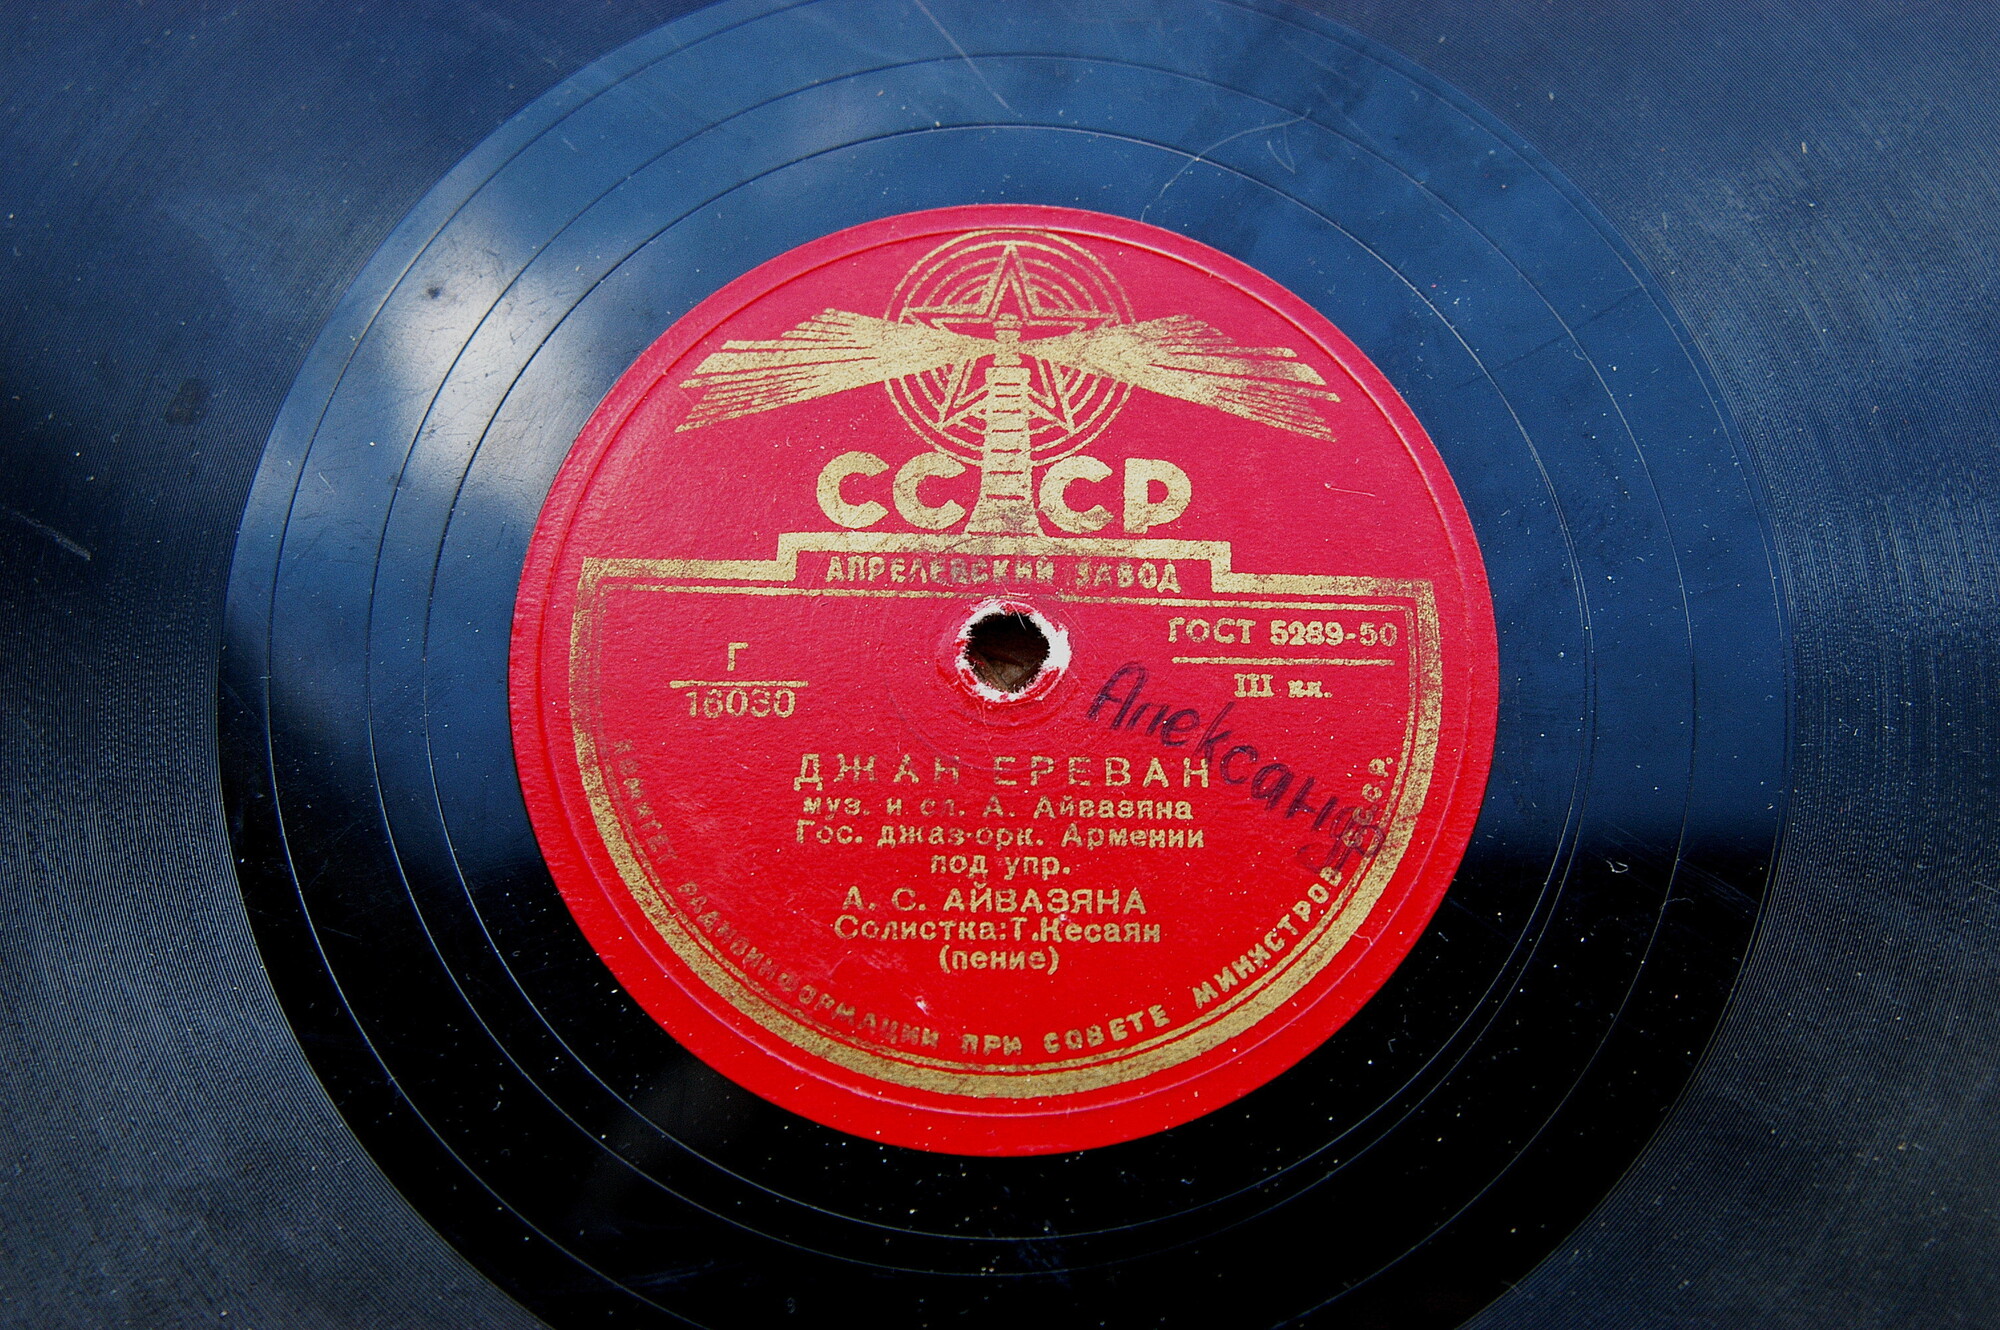 СССР
АПРЕЛЕВСКИЙ ЗАВОД
ГОСТ 5289-50
III кл.
Г
16030
Александр
ДЖАН ЕРЕВАН
муз. и сл. А. Айвазяна
Гос. джаз-орк. Армении
под упр.
А. С. АЙВАЗЯНА
Солистка: Т. Кесаян
(пение)
КОМИТЕТ РАДИОИНФОРМАЦИИ ПРИ СОВЕТЕ МИНИСТРОВ СССР